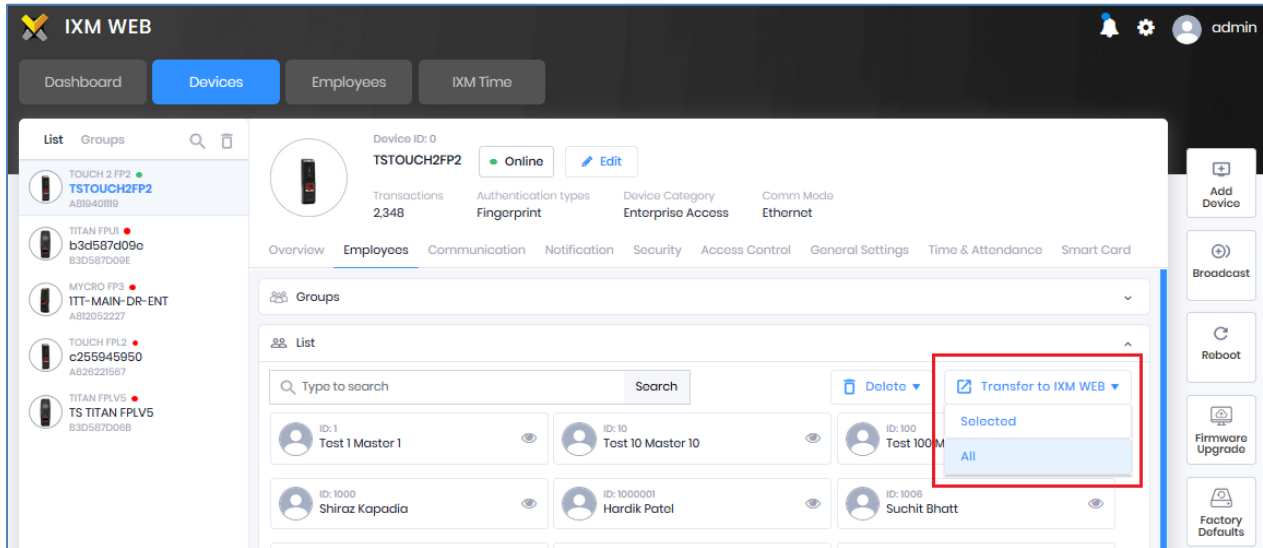 IXM WEB
admin
Dashboard
Devices
Employees
IXM Time
List Groups
TOUCH 2 FP2
TSTOUCH2FP2
A819401119
TITAN FPU1
b3d587d09e
B3D587D09E
MYCRO FP3
1TT-MAIN-DR-ENT
A812052227
TOUCH FPL2
c255945950
A626221567
TITAN FPLV5
TS TITAN FPLV5
B3D587D06B
Device ID: 0
TSTOUCH2FP2
Online
Edit
Transactions Authentication types Device Category Comm Mode
2,348 Fingerprint Enterprise Access Ethernet
Overview Employees Communication Notification Security Access Control General Settings Time & Attendance Smart Card
Groups
List
Type to search
Search
Delete
Transfer to IXM WEB
Selected
All
ID: 1
Test 1 Master 1
ID: 10
Test 10 Master 10
ID: 100
Test 100 M
ID: 1000
Shiraz Kapadia
ID: 1000001
Hardik Patel
ID: 1006
Suchit Bhatt
Add
Device
Broadcast
Reboot
Firmware
Upgrade
Factory
Defaults